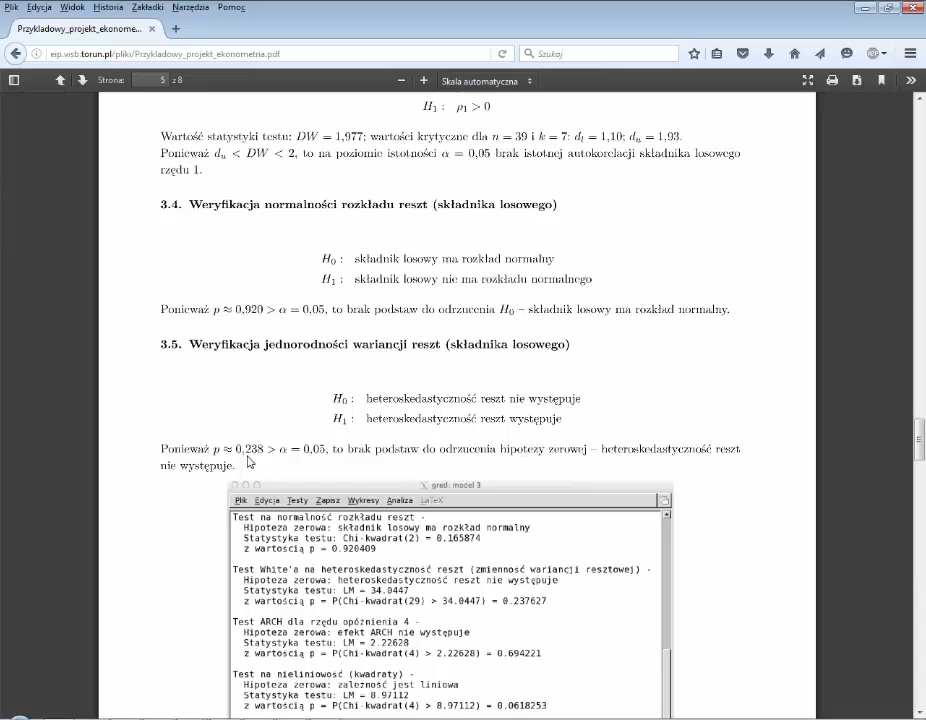 Plik Edycja Widok Historia Zakładki Narzędzia Pomoc
Przykladowy_projekt_ekonome... × +
eip.wsb.torun.pl/pliki/Przykladowy_projekt_ekonometria.pdf
Szukaj
Strona: 5 z 8
Skala automatyczna
H₁ : ρ₁ > 0
Wartość statystyki testu: DW = 1,977; wartości krytyczne dla n = 39 i k = 7: dₗ = 1,10; dᵤ = 1,93.
Ponieważ dᵤ < DW < 2, to na poziomie istotności α = 0,05 brak istotnej autokorelacji składnika losowego
rzędu 1.
3.4. Weryfikacja normalności rozkładu reszt (składnika losowego)
H₀ : składnik losowy ma rozkład normalny
H₁ : składnik losowy nie ma rozkładu normalnego
Ponieważ p ≈ 0,920 > α = 0,05, to brak podstaw do odrzucenia H₀ – składnik losowy ma rozkład normalny.
3.5. Weryfikacja jednorodności wariancji reszt (składnika losowego)
H₀ : heteroskedastyczność reszt nie występuje
H₁ : heteroskedastyczność reszt występuje
Ponieważ p ≈ 0,238 > α = 0,05, to brak podstaw do odrzucenia hipotezy zerowej – heteroskedastyczność reszt
nie występuje.
gretl: model 3
Plik Edycja Testy Zapisz Wykresy Analiza LaTeX
Test na normalność rozkładu reszt -
Hipoteza zerowa: składnik losowy ma rozkład normalny
Statystyka testu: Chi-kwadrat(2) = 0.165874
z wartością p = 0.920409
Test White'a na heteroskedastyczność reszt (zmienność wariancji resztowej) -
Hipoteza zerowa: heteroskedastyczność reszt nie występuje
Statystyka testu: LM = 34.0447
z wartością p = P(Chi-kwadrat(29) > 34.0447) = 0.237627
Test ARCH dla rzędu opóźnienia 4 -
Hipoteza zerowa: efekt ARCH nie występuje
Statystyka testu: LM = 2.22628
z wartością p = P(Chi-kwadrat(4) > 2.22628) = 0.694221
Test na nieliniowość (kwadraty) -
Hipoteza zerowa: zależność jest liniowa
Statystyka testu: LM = 8.97112
z wartością p = P(Chi-kwadrat(4) > 8.97112) = 0.0618253